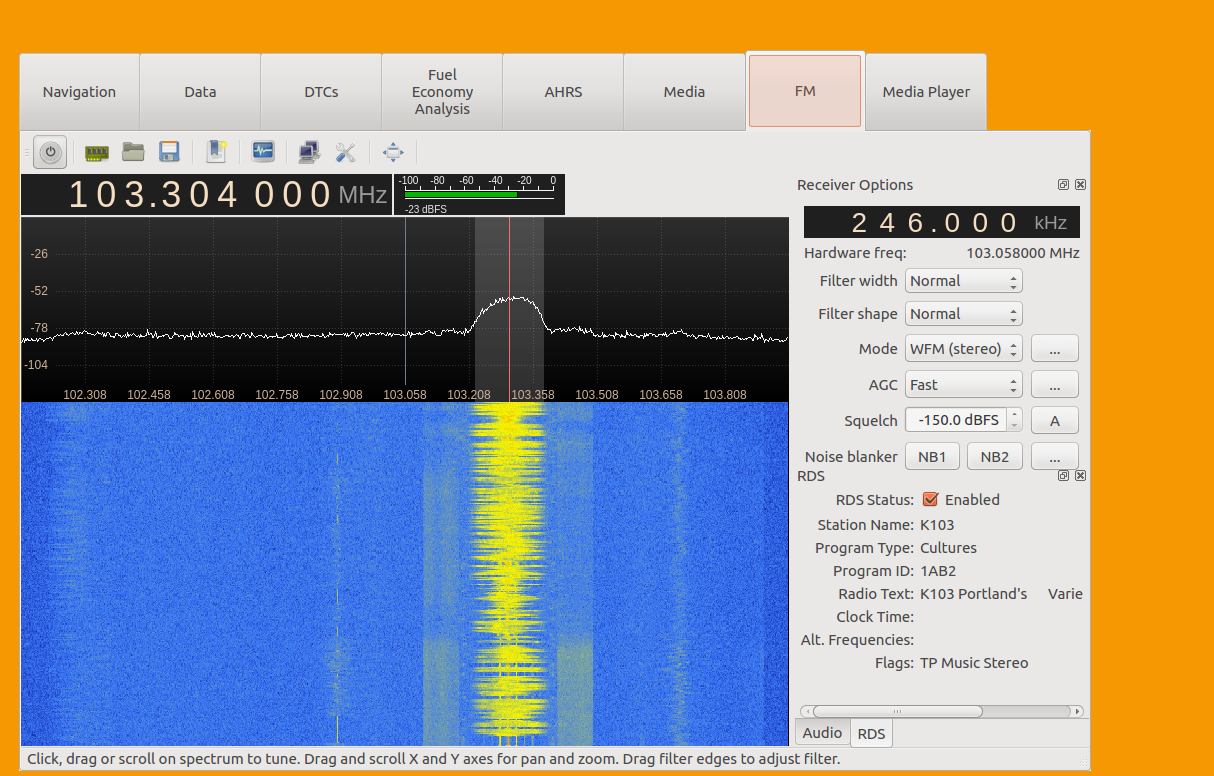 Navigation
Data
DTCs
Fuel
Economy
Analysis
AHRS
Media
FM
Media Player
103.304 000 MHz
-100 -80 -60 -40 -20 0
-23 dBFS
-26
-52
-78
-104
102.308 102.458 102.608 102.758 102.908 103.058 103.208 103.358 103.508 103.658 103.808
Receiver Options
246.000 kHz
Hardware freq: 103.058000 MHz
Filter width Normal
Filter shape Normal
Mode WFM (stereo) ...
AGC Fast ...
Squelch -150.0 dBFS A
Noise blanker NB1 NB2 ...
RDS
RDS Status: Enabled
Station Name: K103
Program Type: Cultures
Program ID: 1AB2
Radio Text: K103 Portland's Varie
Clock Time:
Alt. Frequencies:
Flags: TP Music Stereo
Audio RDS
Click, drag or scroll on spectrum to tune. Drag and scroll X and Y axes for pan and zoom. Drag filter edges to adjust filter.